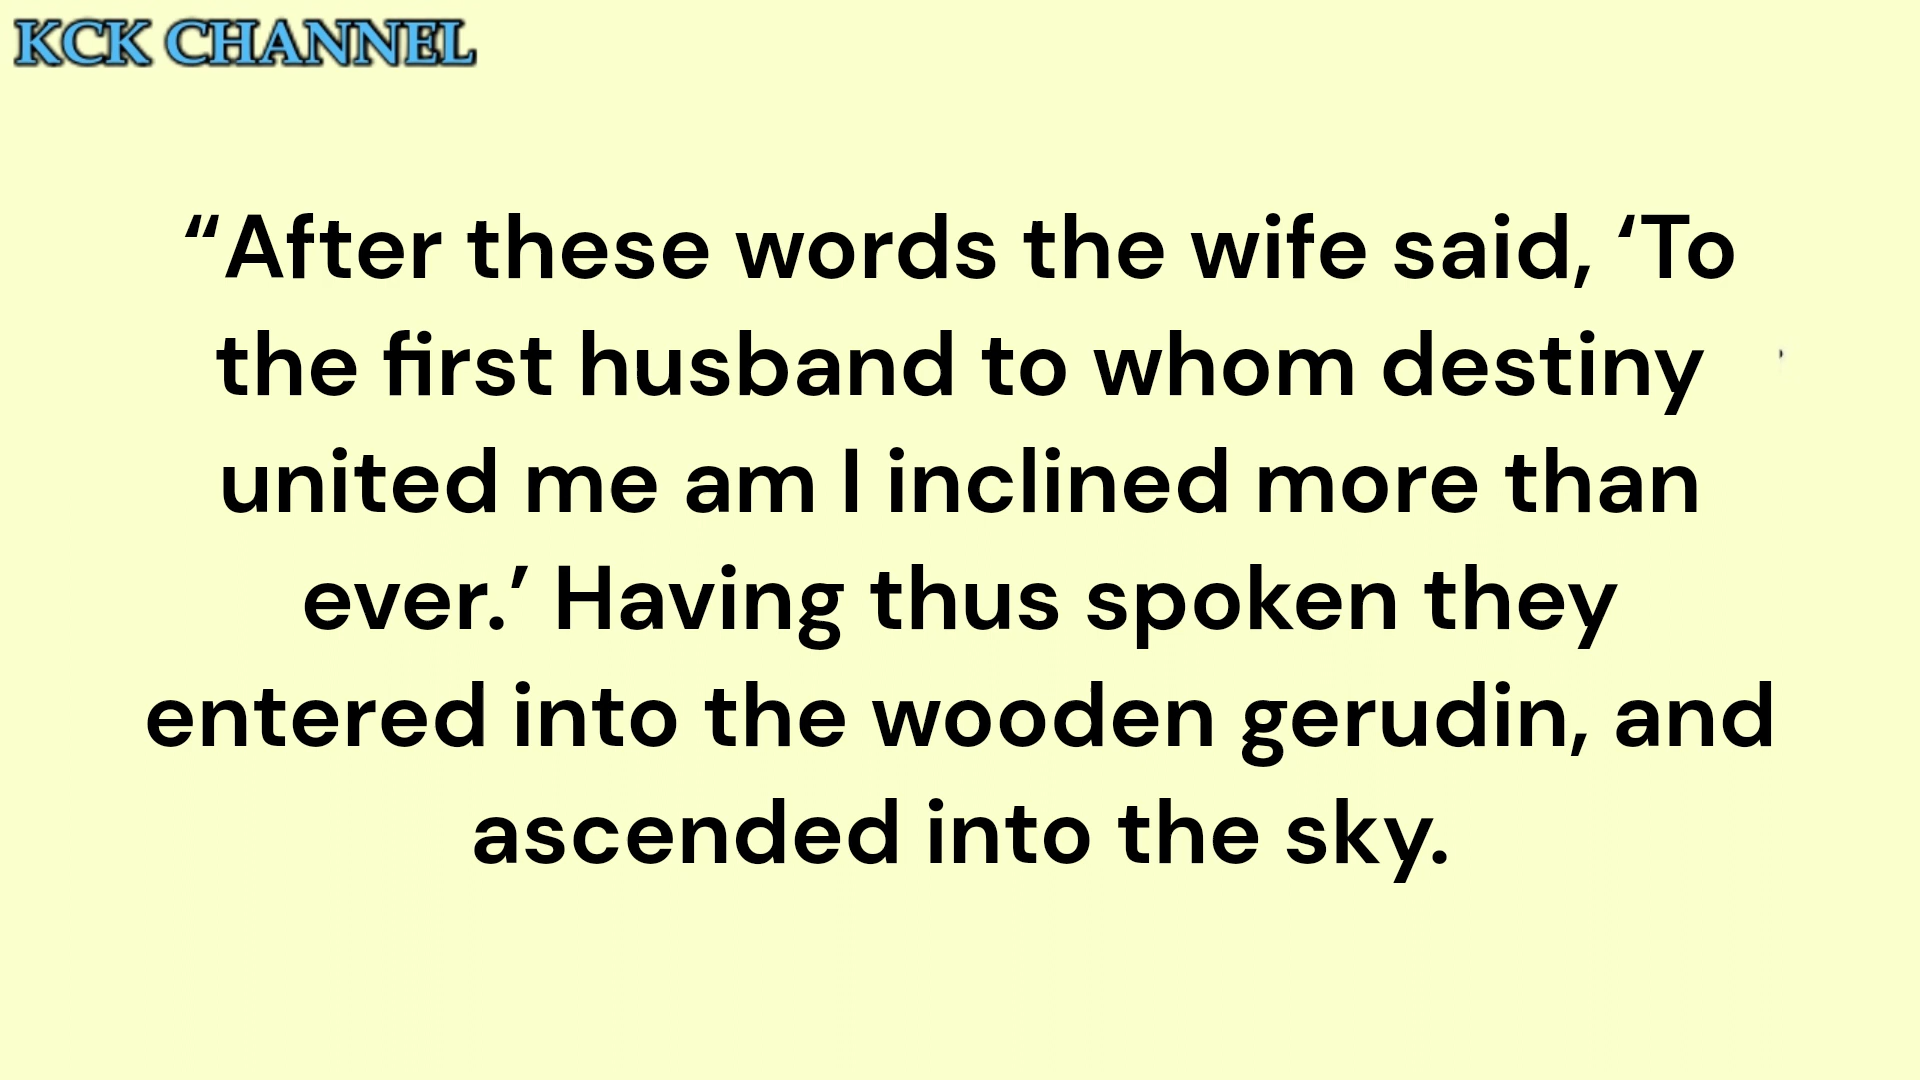 KCK CHANNEL
“After these words the wife said, ‘To
the first husband to whom destiny
united me am I inclined more than
ever.’ Having thus spoken they
entered into the wooden gerudin, and
ascended into the sky.